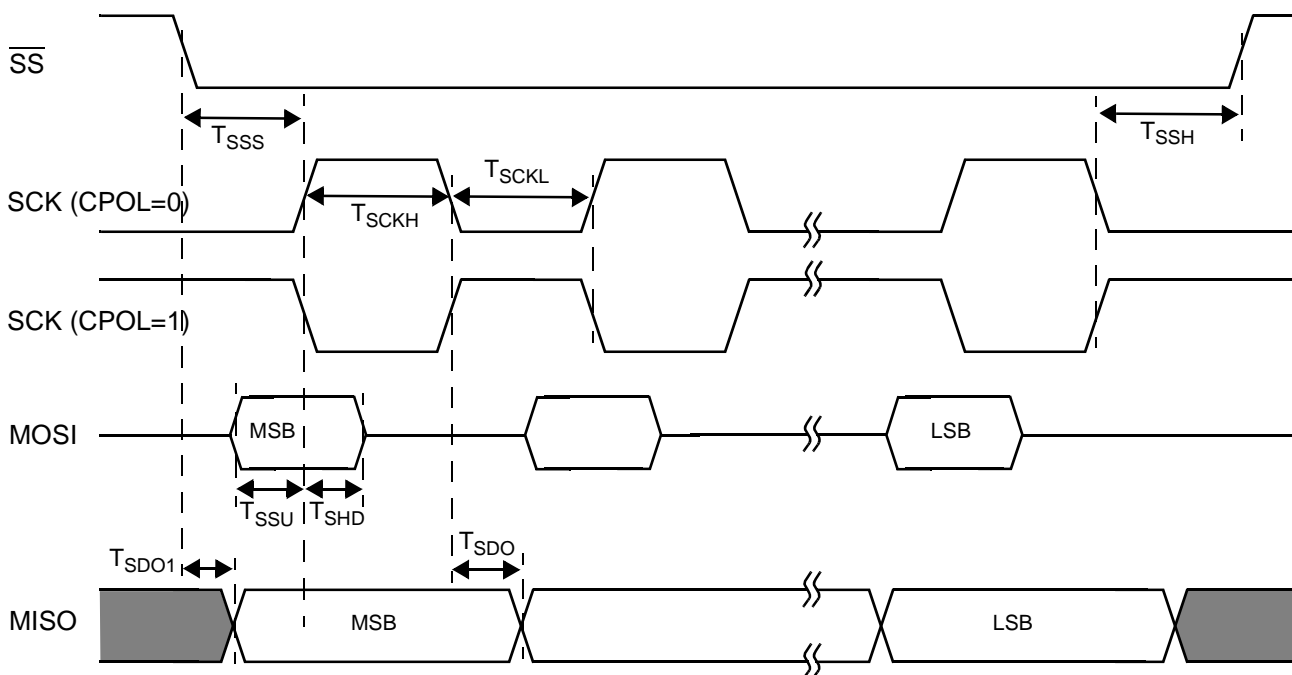 SS
TSSS
TSSH
TSCKL
SCK (CPOL=0)
TSCKH
SCK (CPOL=1)
MOSI
MSB
LSB
TSSU
TSHD
TSDO1
TSDO
MISO
MSB
LSB